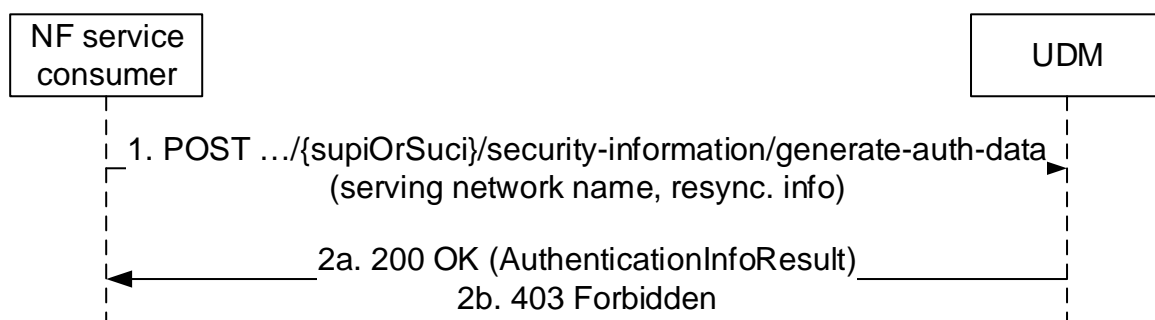 NF service
consumer
UDM
1. POST …/{supiOrSuci}/security-information/generate-auth-data
(serving network name, resync. info)
2a. 200 OK (AuthenticationInfoResult)
2b. 403 Forbidden